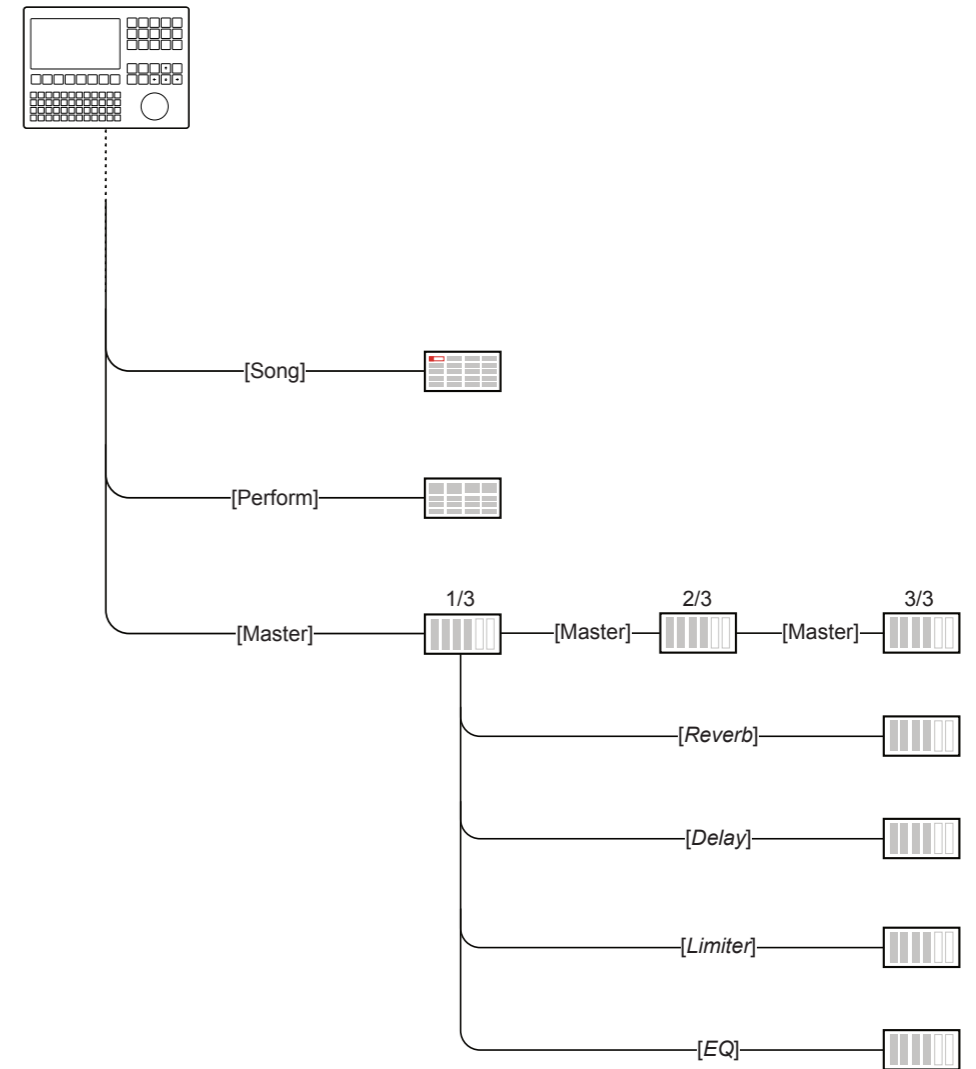 [Song]
[Perform]
1/3 2/3 3/3
[Master] [Master] [Master]
[Reverb]
[Delay]
[Limiter]
[EQ]